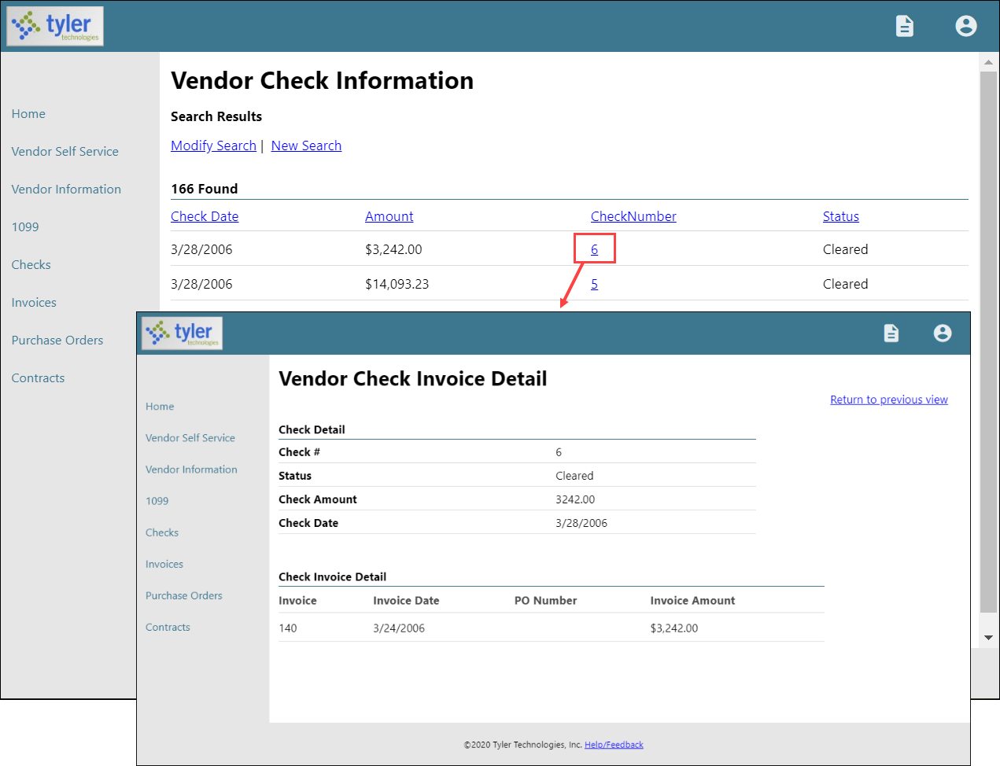 tyler
technologies
Home
Vendor Self Service
Vendor Information
1099
Checks
Invoices
Purchase Orders
Contracts
Vendor Check Information
Search Results
Modify Search | New Search
166 Found
Check Date Amount CheckNumber Status
3/28/2006 $3,242.00 6 Cleared
3/28/2006 $14,093.23 5 Cleared
tyler
technologies
Home
Vendor Self Service
Vendor Information
1099
Checks
Invoices
Purchase Orders
Contracts
Vendor Check Invoice Detail
Return to previous view
Check Detail
Check # 6
Status Cleared
Check Amount 3242.00
Check Date 3/28/2006
Check Invoice Detail
Invoice Invoice Date PO Number Invoice Amount
140 3/24/2006 $3,242.00
©2020 Tyler Technologies, Inc. Help/Feedback